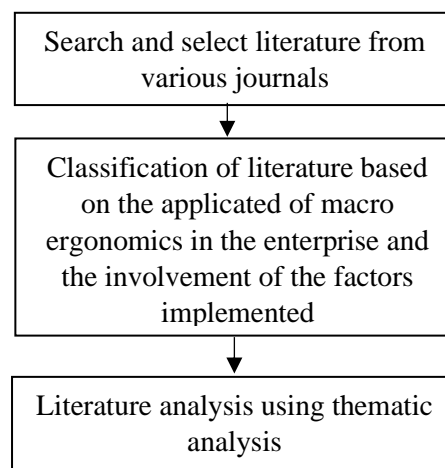 Search and select literature from
various journals
Classification of literature based
on the applicated of macro
ergonomics in the enterprise and
the involvement of the factors
implemented
Literature analysis using thematic
analysis